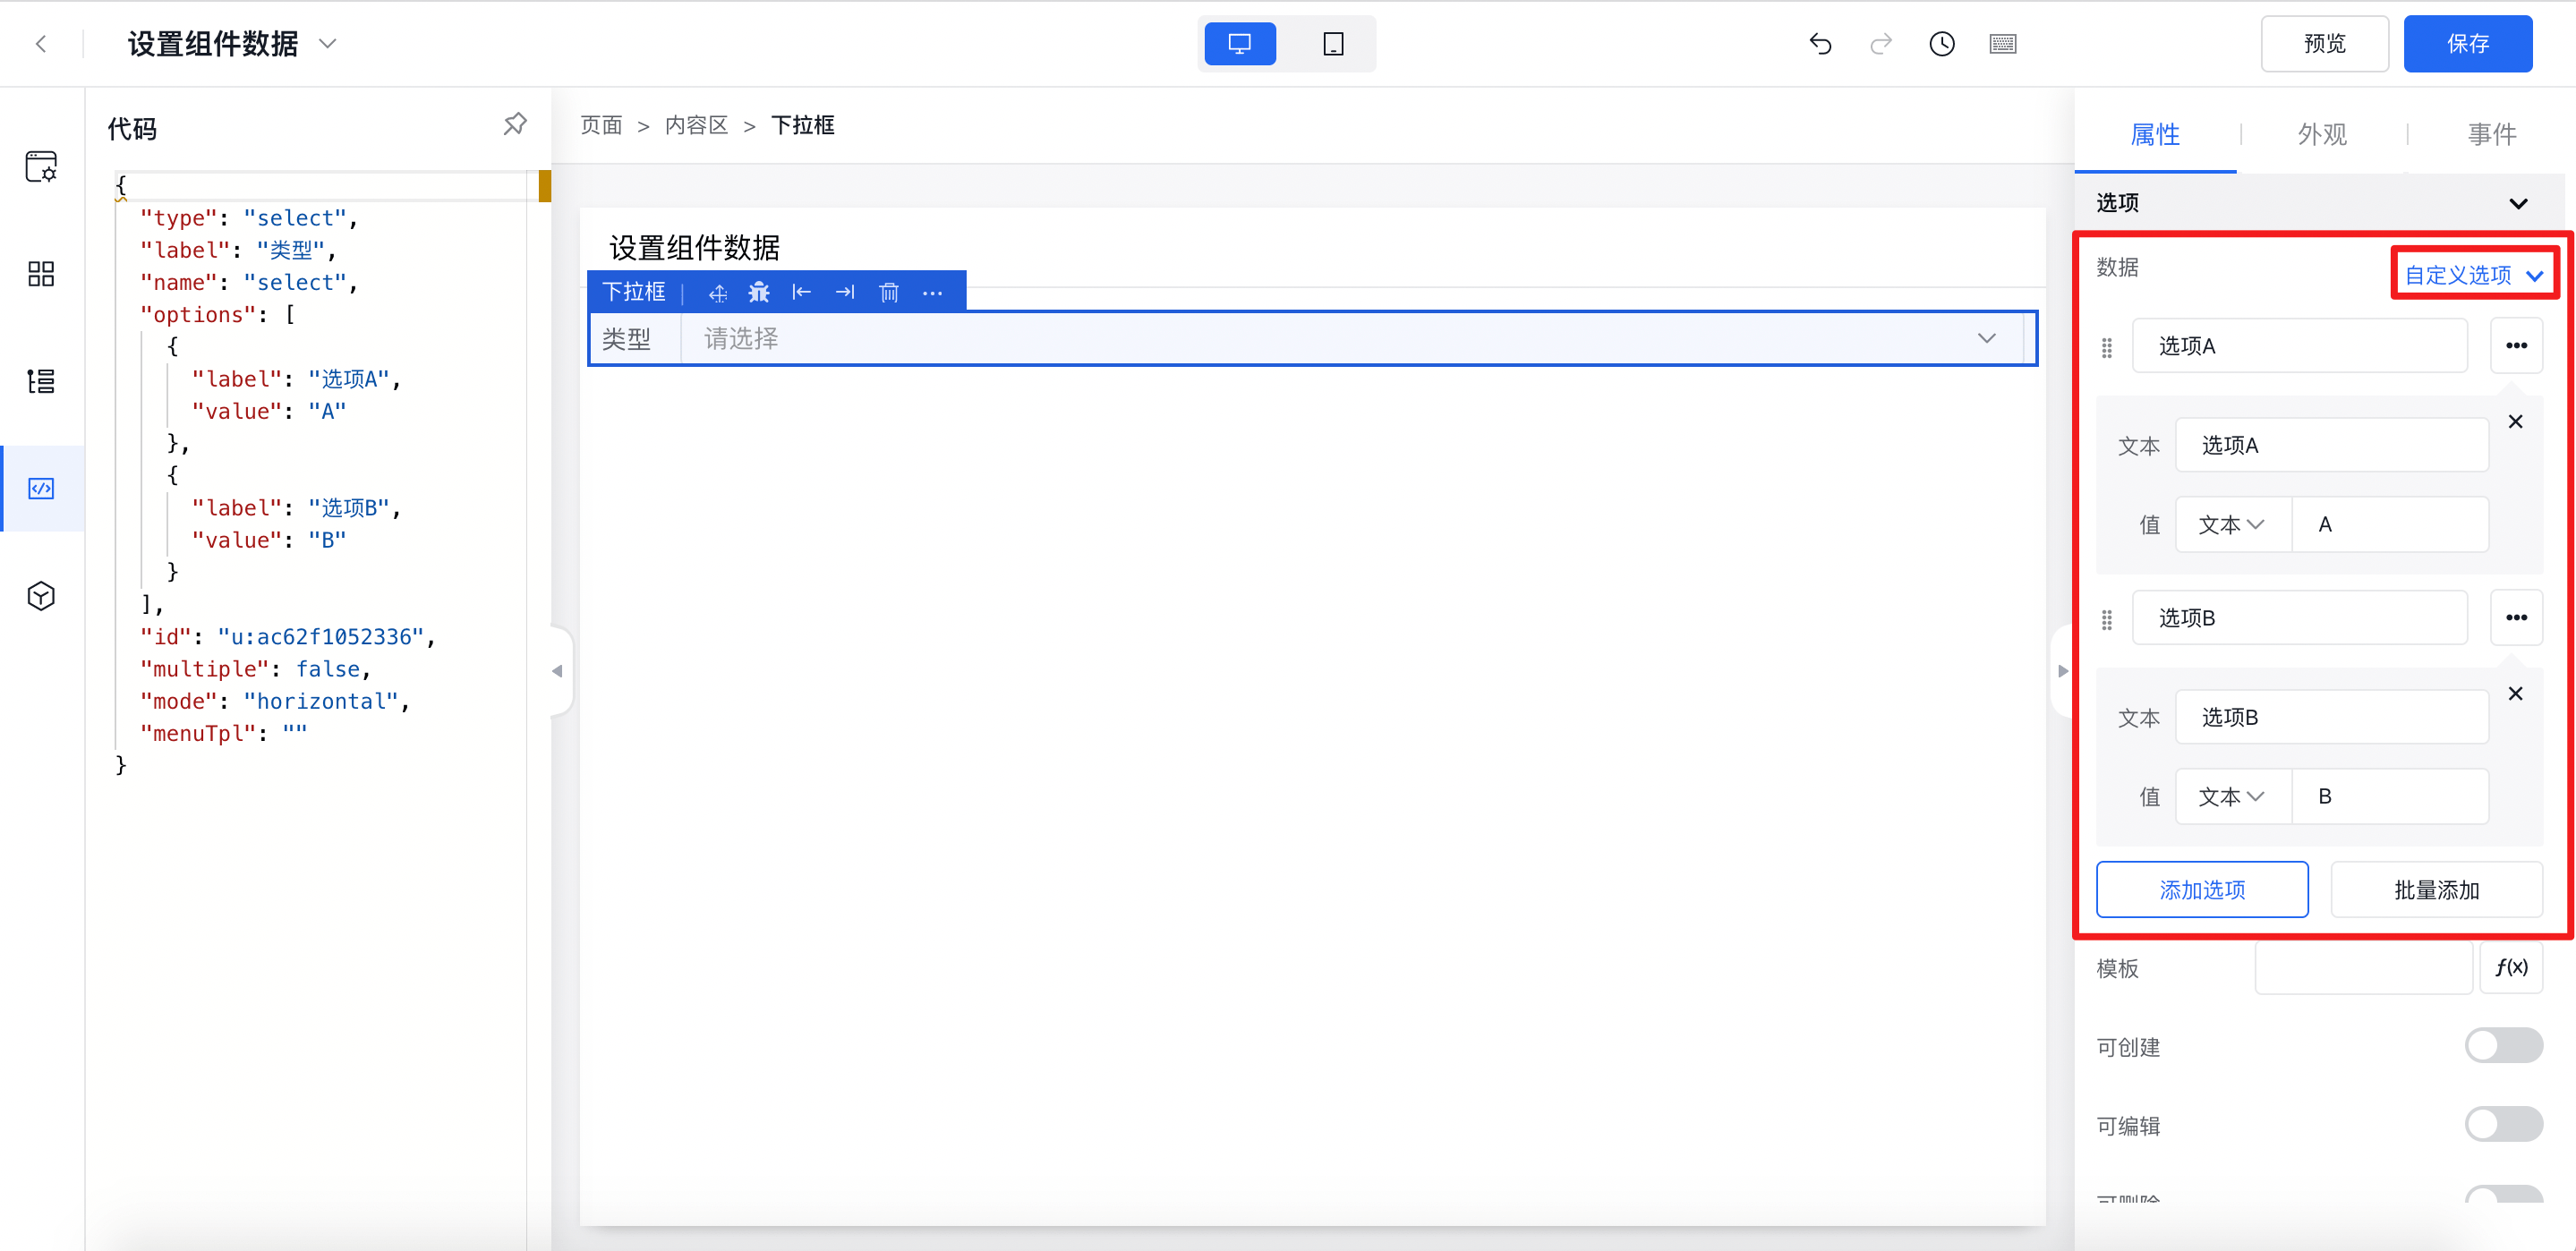 设置组件数据
预览
保存
代码
{
"type": "select",
"label": "类型",
"name": "select",
"options": [
{
"label": "选项A",
"value": "A"
},
{
"label": "选项B",
"value": "B"
}
],
"id": "u:ac62f1052336",
"multiple": false,
"mode": "horizontal",
"menuTpl": ""
}
页面 > 内容区 > 下拉框
设置组件数据
下拉框
类型 请选择
属性 外观 事件
选项
数据 自定义选项
选项A
文本 选项A
值 文本 A
选项B
文本 选项B
值 文本 B
添加选项 批量添加
模板 f(x)
可创建
可编辑
可删除